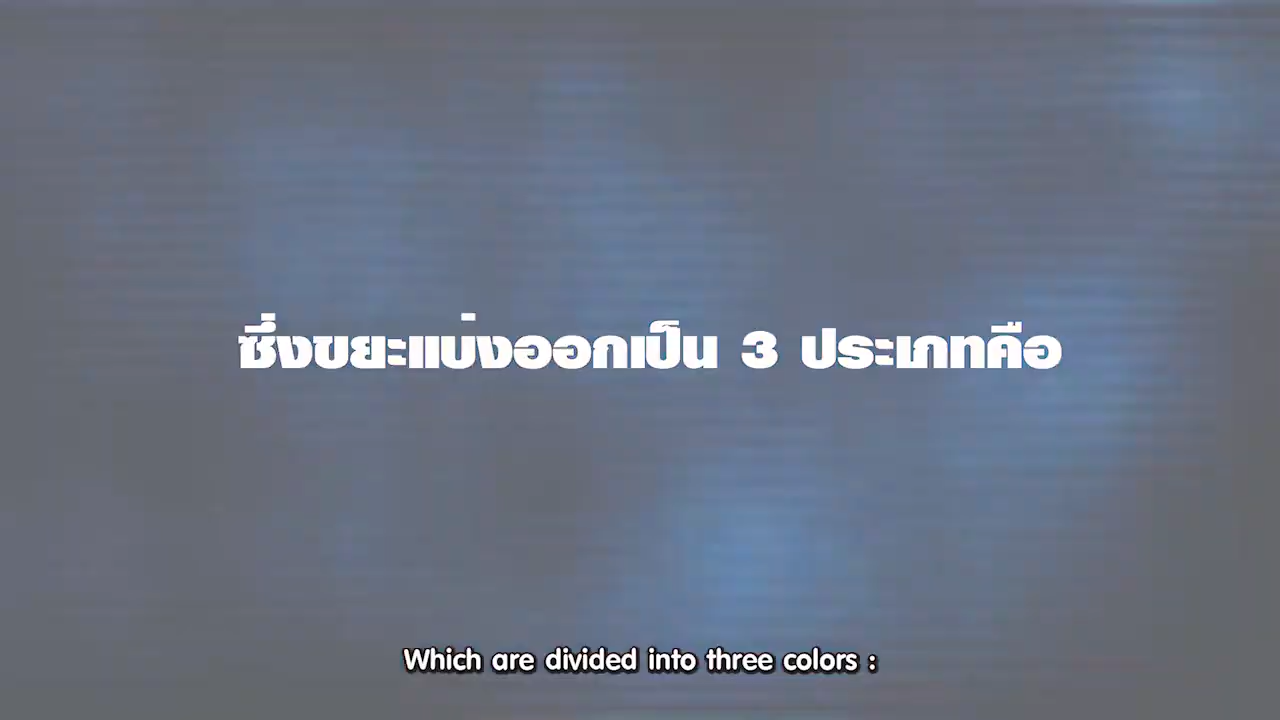 ซึ่งขยะแบ่งออกเป็น 3 ประเภทคือ
Which are divided into three colors :